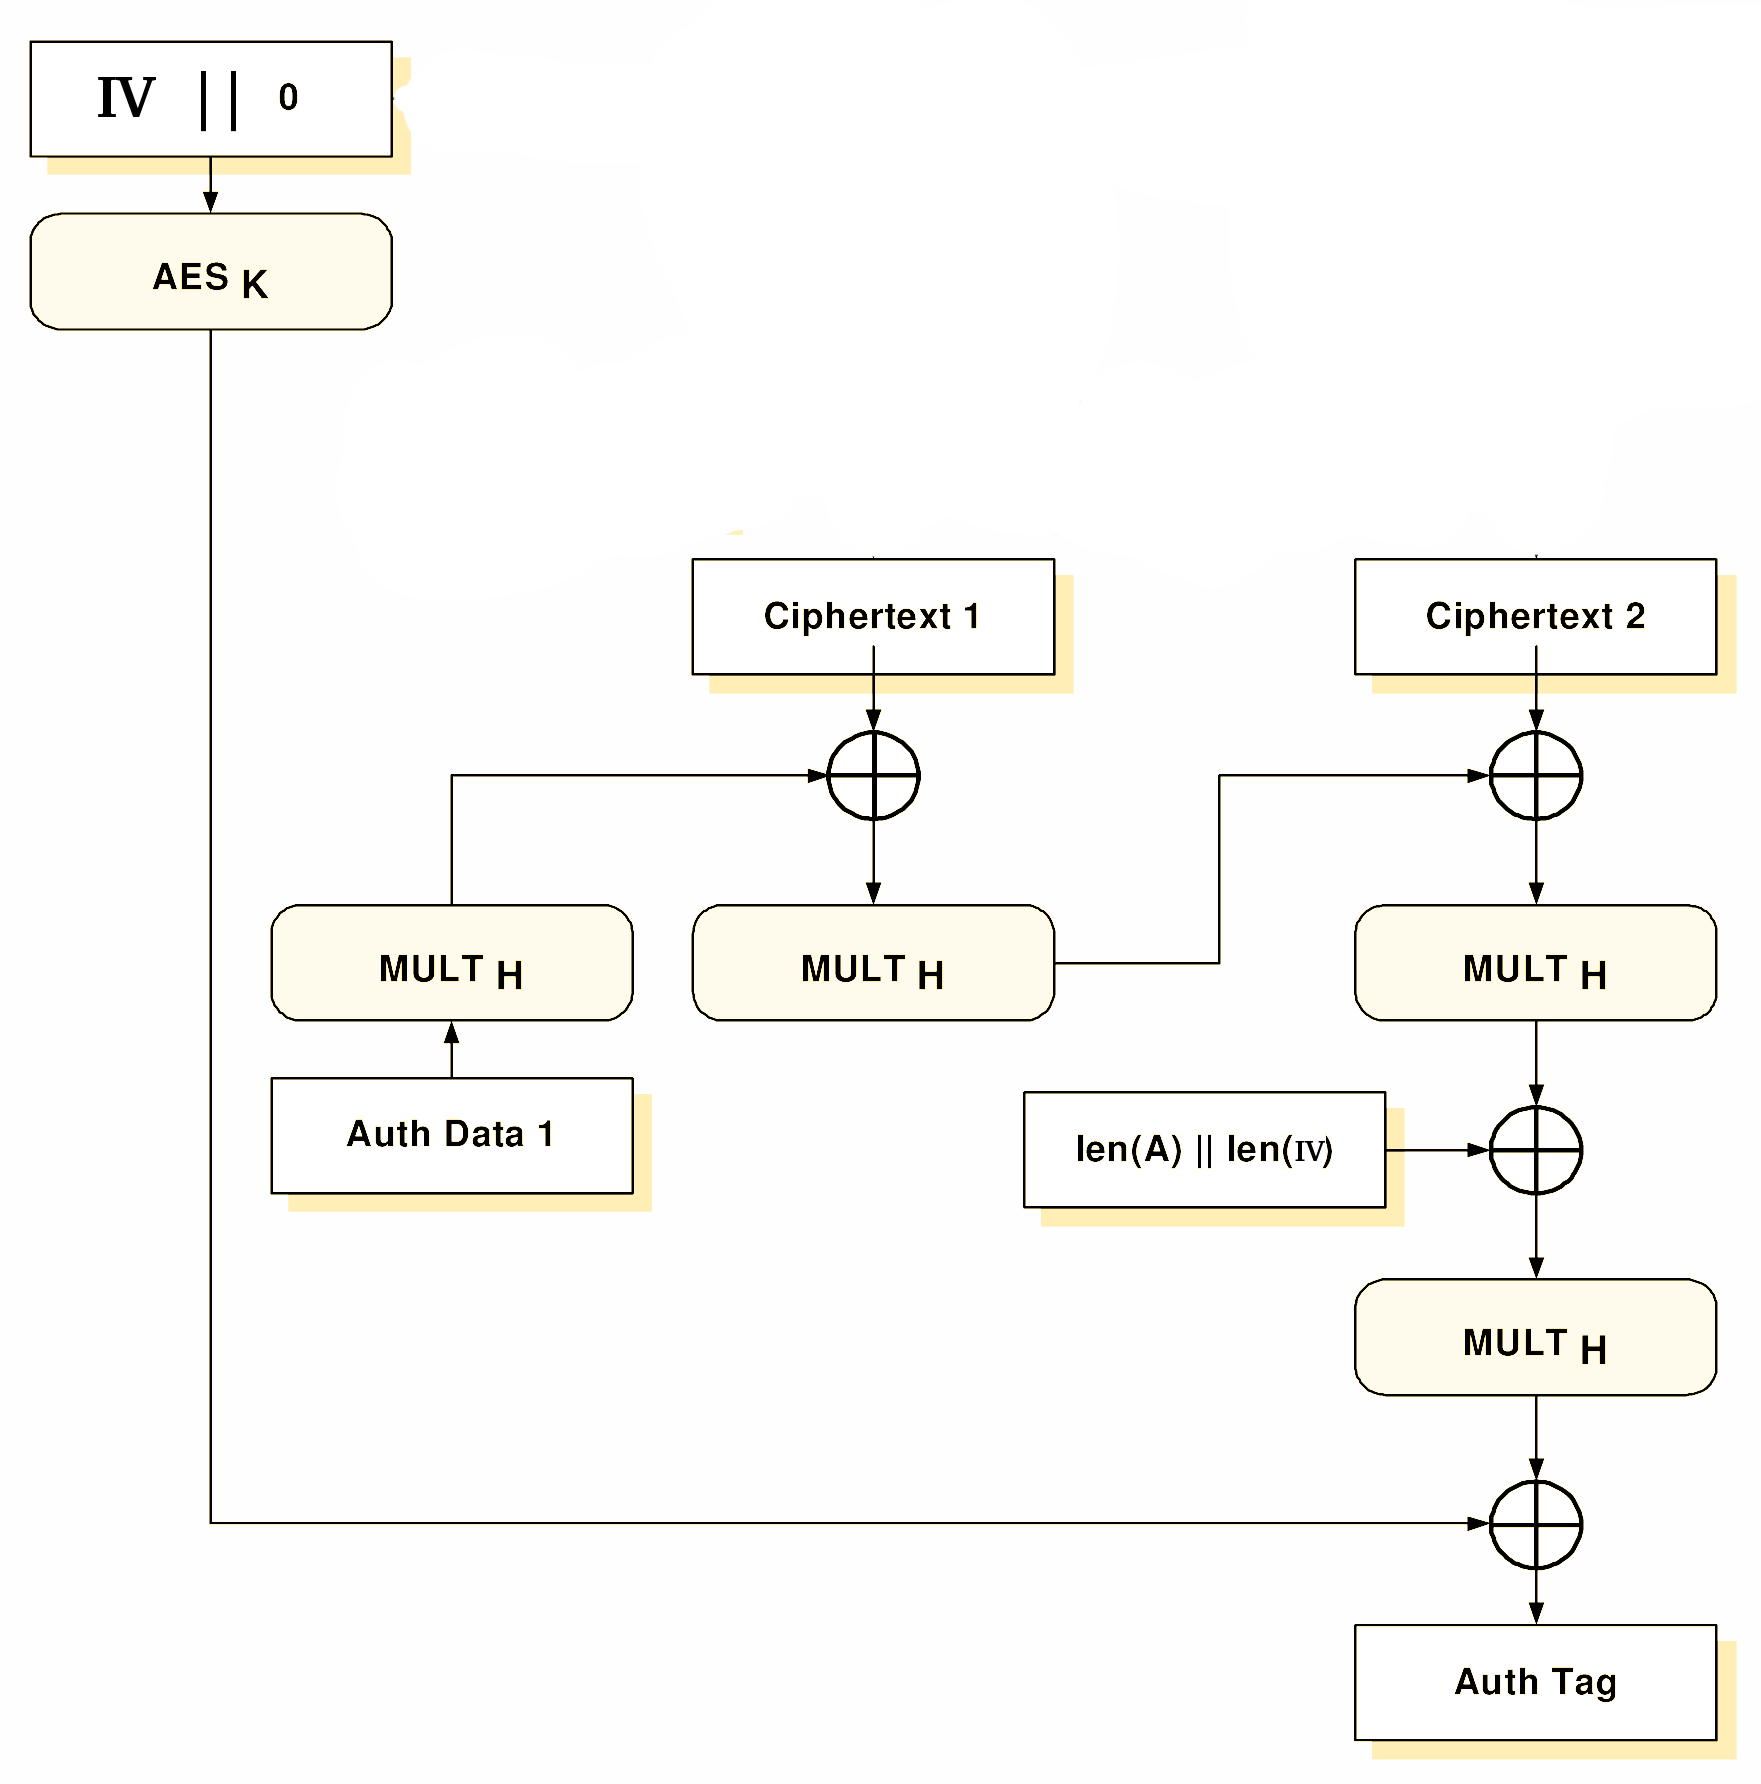 IV || 0
AES K
Ciphertext 1
Ciphertext 2
MULT H
MULT H
MULT H
Auth Data 1
len(A) || len(IV)
MULT H
Auth Tag